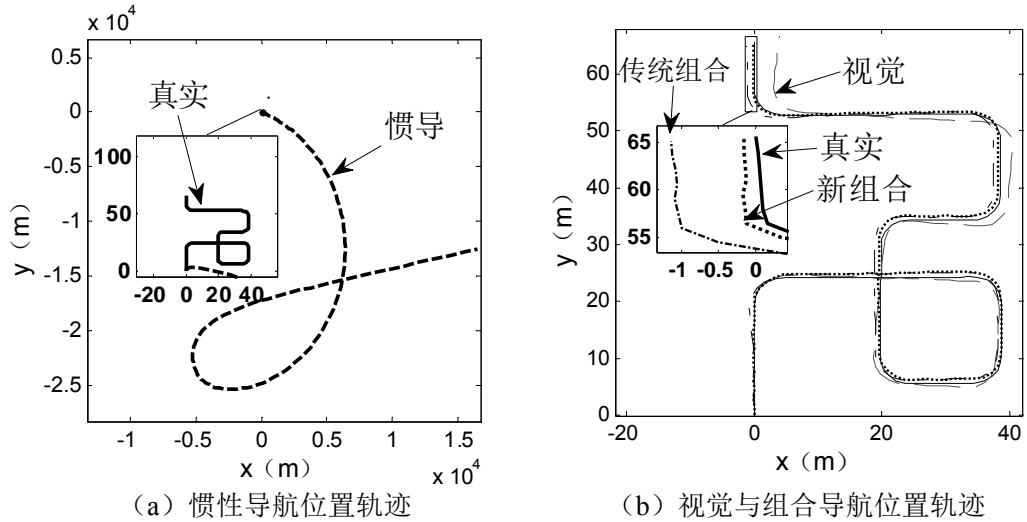 x 10⁴
0.5
0
-0.5
-1
-1.5
-2
-2.5
y（m）
真实
惯导
100
50
0
-20 0 20 40
-1 -0.5 0 0.5 1 1.5
x（m）
x 10⁴
（a）惯性导航位置轨迹
60
50
40
30
20
10
0
y（m）
传统组合
视觉
65
60
55
真实
新组合
-1 -0.5 0
-20 0 20 40
x（m）
（b）视觉与组合导航位置轨迹